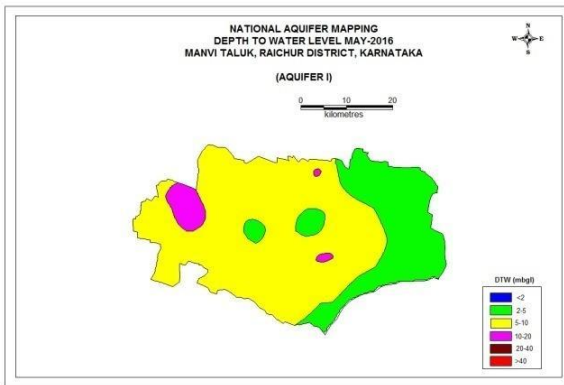 NATIONAL AQUIFER MAPPING
DEPTH TO WATER LEVEL MAY-2016
MANVI TALUK, RAICHUR DISTRICT, KARNATAKA
(AQUIFER I)
N
W E
S
0 10 20
kilometres
DTW (mbgl)
<2
2-5
5-10
10-20
20-40
>40